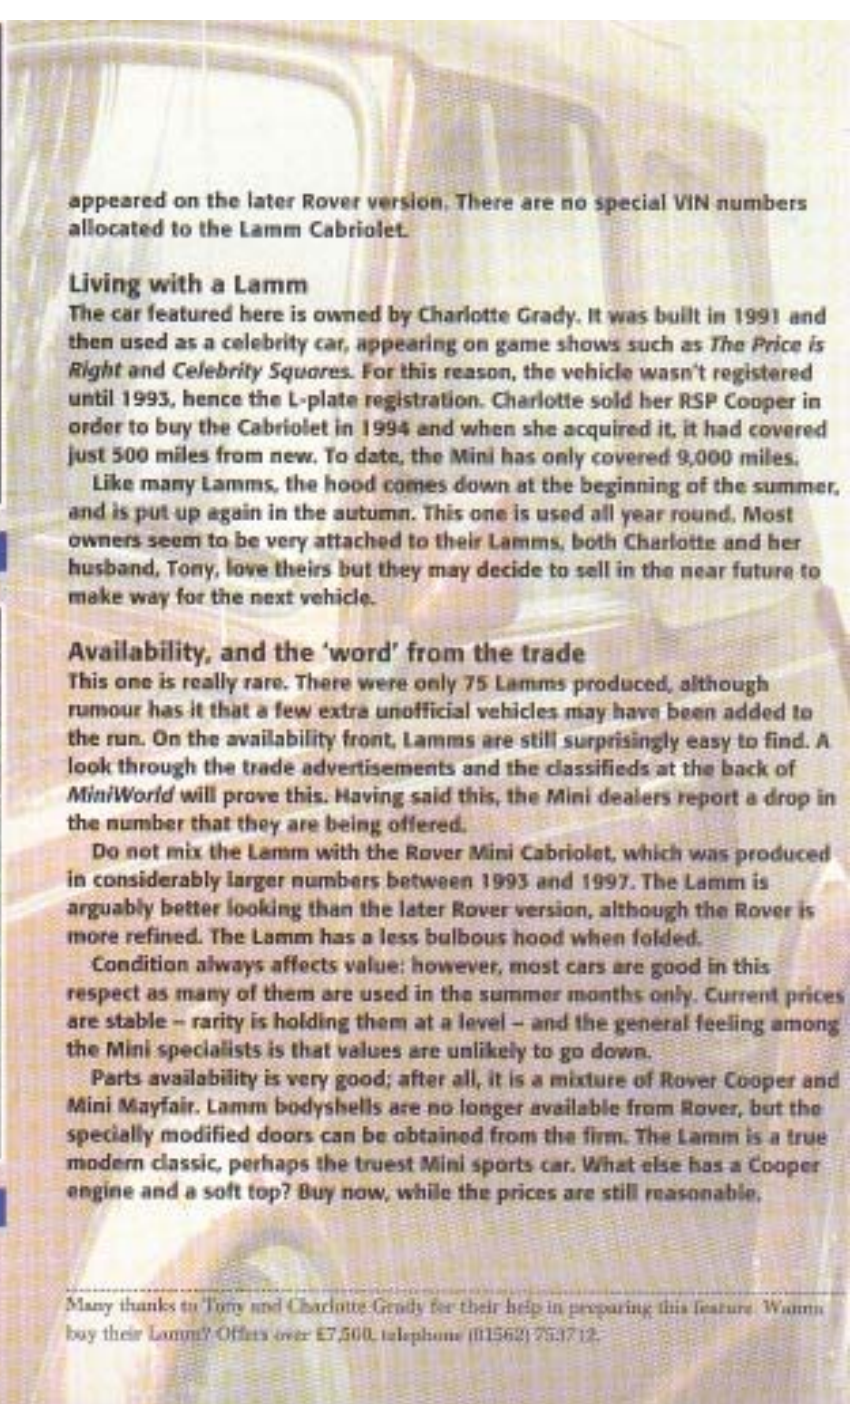 appeared on the later Rover version. There are no special VIN numbers
allocated to the Lamm Cabriolet.
Living with a Lamm
The car featured here is owned by Charlotte Grady. It was built in 1991 and
then used as a celebrity car, appearing on game shows such as The Price is
Right and Celebrity Squares. For this reason, the vehicle wasn't registered
until 1993, hence the L-plate registration. Charlotte sold her RSP Cooper in
order to buy the Cabriolet in 1994 and when she acquired it, it had covered
just 500 miles from new. To date, the Mini has only covered 9,000 miles.
Like many Lamms, the hood comes down at the beginning of the summer,
and is put up again in the autumn. This one is used all year round. Most
owners seem to be very attached to their Lamms, both Charlotte and her
husband, Tony, love theirs but they may decide to sell in the near future to
make way for the next vehicle.
Availability, and the 'word' from the trade
This one is really rare. There were only 75 Lamms produced, although
rumour has it that a few extra unofficial vehicles may have been added to
the run. On the availability front, Lamms are still surprisingly easy to find. A
look through the trade advertisements and the classifieds at the back of
MiniWorld will prove this. Having said this, the Mini dealers report a drop in
the number that they are being offered.
Do not mix the Lamm with the Rover Mini Cabriolet, which was produced
in considerably larger numbers between 1993 and 1997. The Lamm is
arguably better looking than the later Rover version, although the Rover is
more refined. The Lamm has a less bulbous hood when folded.
Condition always affects value; however, most cars are good in this
respect as many of them are used in the summer months only. Current prices
are stable – rarity is holding them at a level – and the general feeling among
the Mini specialists is that values are unlikely to go down.
Parts availability is very good; after all, it is a mixture of Rover Cooper and
Mini Mayfair. Lamm bodyshells are no longer available from Rover, but the
specially modified doors can be obtained from the firm. The Lamm is a true
modern classic, perhaps the truest Mini sports car. What else has a Cooper
engine and a soft top? Buy now, while the prices are still reasonable.
Many thanks to Tony and Charlotte Grady for their help in preparing this feature. Wanna
buy their Lamm? Offers over £7,500, telephone (01562) 753712.